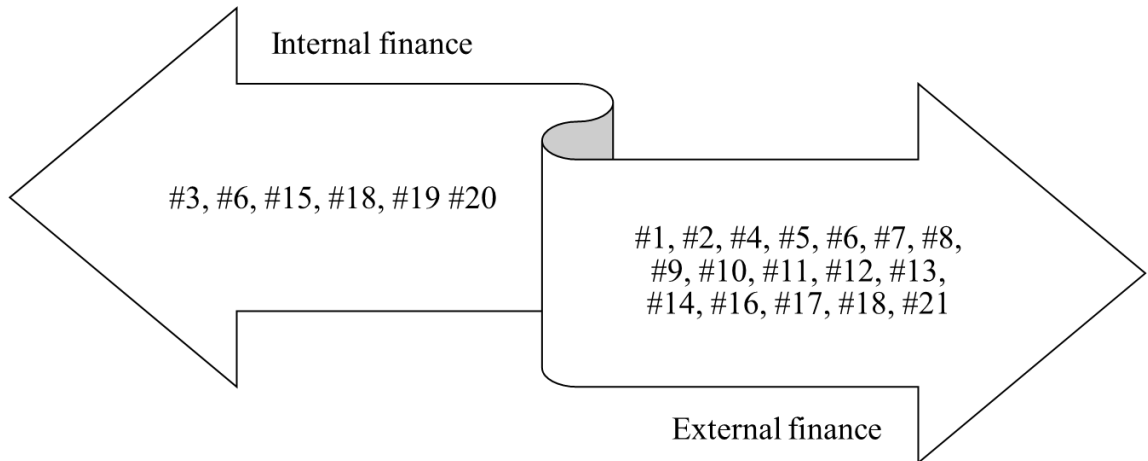 Internal finance
#3, #6, #15, #18, #19 #20
#1, #2, #4, #5, #6, #7, #8,
#9, #10, #11, #12, #13,
#14, #16, #17, #18, #21
External finance